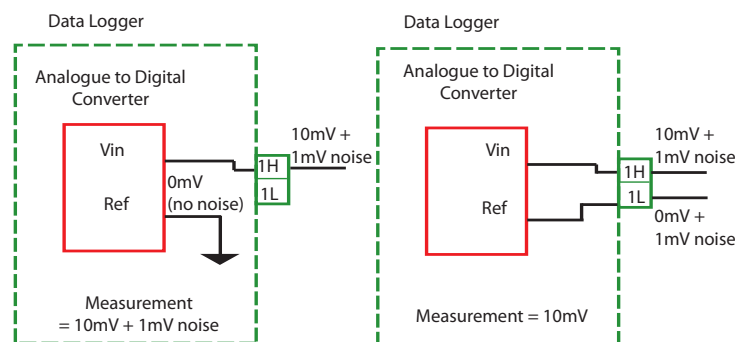 Data Logger
Analogue to Digital
Converter
Vin
Ref
0mV
(no noise)
1H
1L
10mV +
1mV noise
Measurement
= 10mV + 1mV noise
Data Logger
Analogue to Digital
Converter
Vin
Ref
1H
1L
10mV +
1mV noise
0mV +
1mV noise
Measurement = 10mV